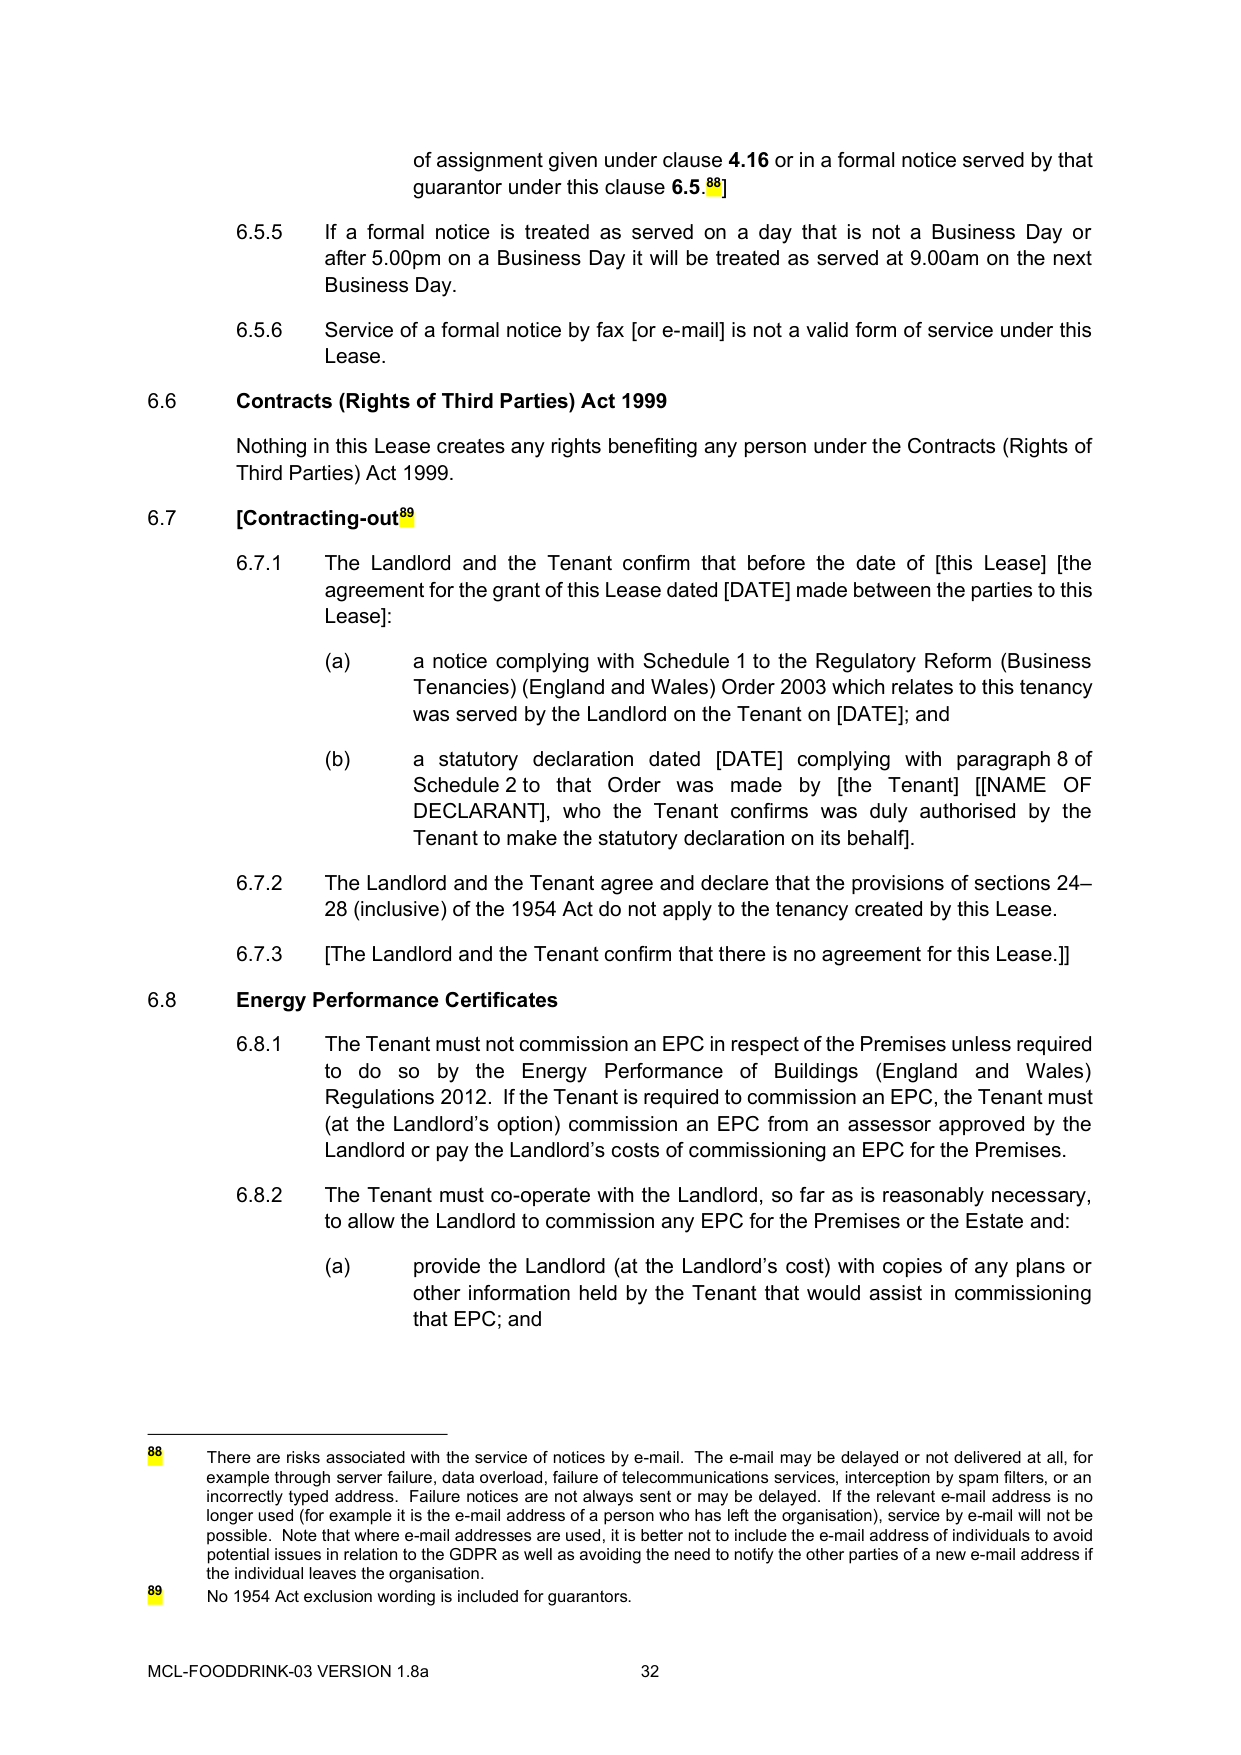 of assignment given under clause 4.16 or in a formal notice served by that
guarantor under this clause 6.5.88]
6.5.5 If a formal notice is treated as served on a day that is not a Business Day or
after 5.00pm on a Business Day it will be treated as served at 9.00am on the next
Business Day.
6.5.6 Service of a formal notice by fax [or e-mail] is not a valid form of service under this
Lease.
6.6 Contracts (Rights of Third Parties) Act 1999
Nothing in this Lease creates any rights benefiting any person under the Contracts (Rights of
Third Parties) Act 1999.
6.7 [Contracting-out89
6.7.1 The Landlord and the Tenant confirm that before the date of [this Lease] [the
agreement for the grant of this Lease dated [DATE] made between the parties to this
Lease]:
(a) a notice complying with Schedule 1 to the Regulatory Reform (Business
Tenancies) (England and Wales) Order 2003 which relates to this tenancy
was served by the Landlord on the Tenant on [DATE]; and
(b) a statutory declaration dated [DATE] complying with paragraph 8 of
Schedule 2 to that Order was made by [the Tenant] [[NAME OF
DECLARANT], who the Tenant confirms was duly authorised by the
Tenant to make the statutory declaration on its behalf].
6.7.2 The Landlord and the Tenant agree and declare that the provisions of sections 24–
28 (inclusive) of the 1954 Act do not apply to the tenancy created by this Lease.
6.7.3 [The Landlord and the Tenant confirm that there is no agreement for this Lease.]]
6.8 Energy Performance Certificates
6.8.1 The Tenant must not commission an EPC in respect of the Premises unless required
to do so by the Energy Performance of Buildings (England and Wales)
Regulations 2012. If the Tenant is required to commission an EPC, the Tenant must
(at the Landlord’s option) commission an EPC from an assessor approved by the
Landlord or pay the Landlord’s costs of commissioning an EPC for the Premises.
6.8.2 The Tenant must co-operate with the Landlord, so far as is reasonably necessary,
to allow the Landlord to commission any EPC for the Premises or the Estate and:
(a) provide the Landlord (at the Landlord’s cost) with copies of any plans or
other information held by the Tenant that would assist in commissioning
that EPC; and
88 There are risks associated with the service of notices by e-mail. The e-mail may be delayed or not delivered at all, for
example through server failure, data overload, failure of telecommunications services, interception by spam filters, or an
incorrectly typed address. Failure notices are not always sent or may be delayed. If the relevant e-mail address is no
longer used (for example it is the e-mail address of a person who has left the organisation), service by e-mail will not be
possible. Note that where e-mail addresses are used, it is better not to include the e-mail address of individuals to avoid
potential issues in relation to the GDPR as well as avoiding the need to notify the other parties of a new e-mail address if
the individual leaves the organisation.
89 No 1954 Act exclusion wording is included for guarantors.
MCL-FOODDRINK-03 VERSION 1.8a 32